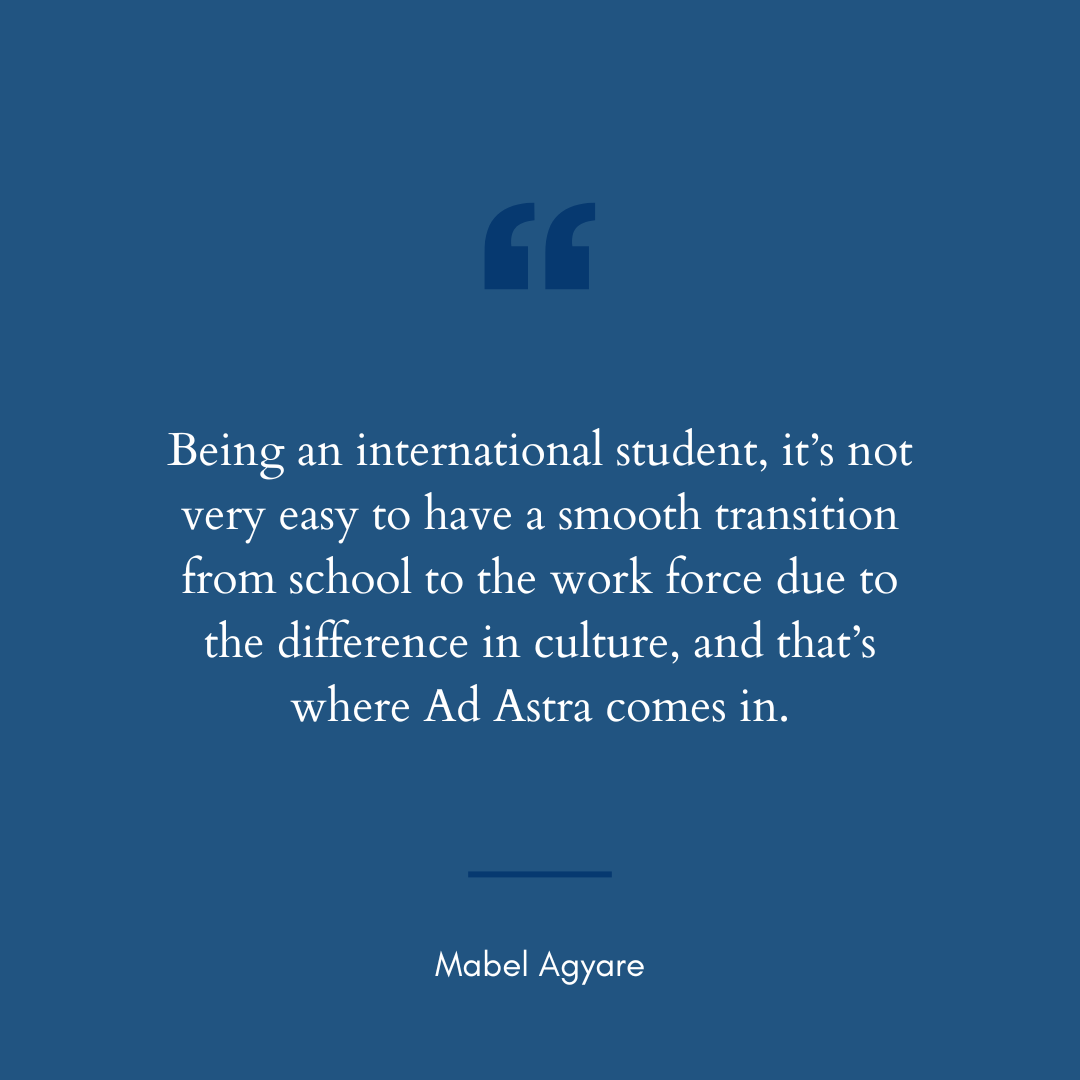 “
Being an international student, it’s not
very easy to have a smooth transition
from school to the work force due to
the difference in culture, and that’s
where Ad Astra comes in.
Mabel Agyare